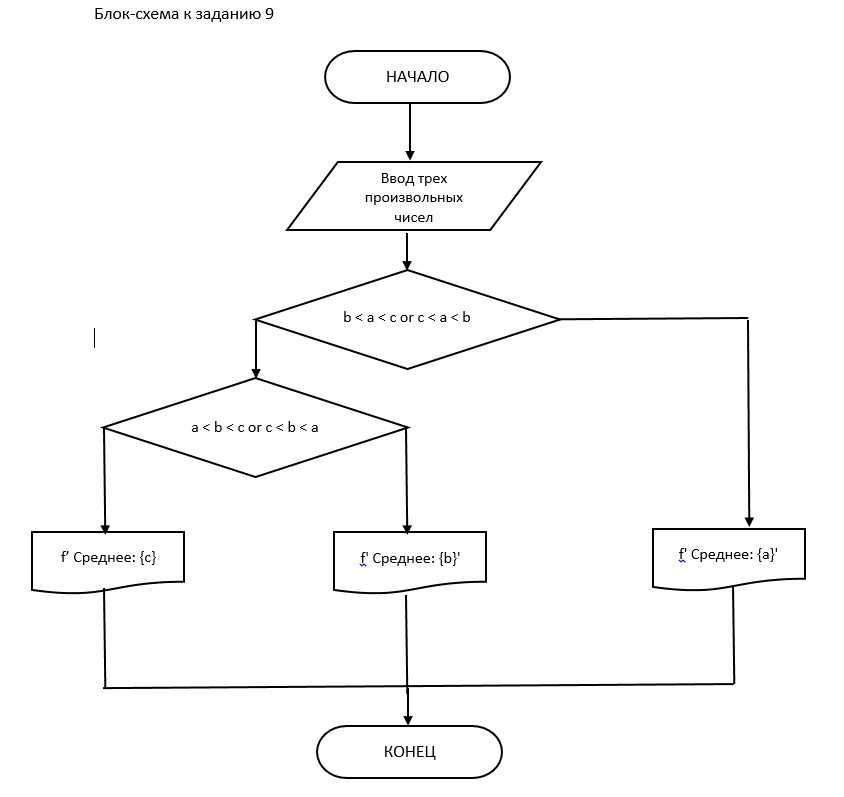 Блок-схема к заданию 9
НАЧАЛО
Ввод трех
произвольных
чисел
b < a < c or c < a < b
a < b < c or c < b < a
f’ Среднее: {c}
f' Среднее: {b}'
f' Среднее: {a}'
КОНЕЦ